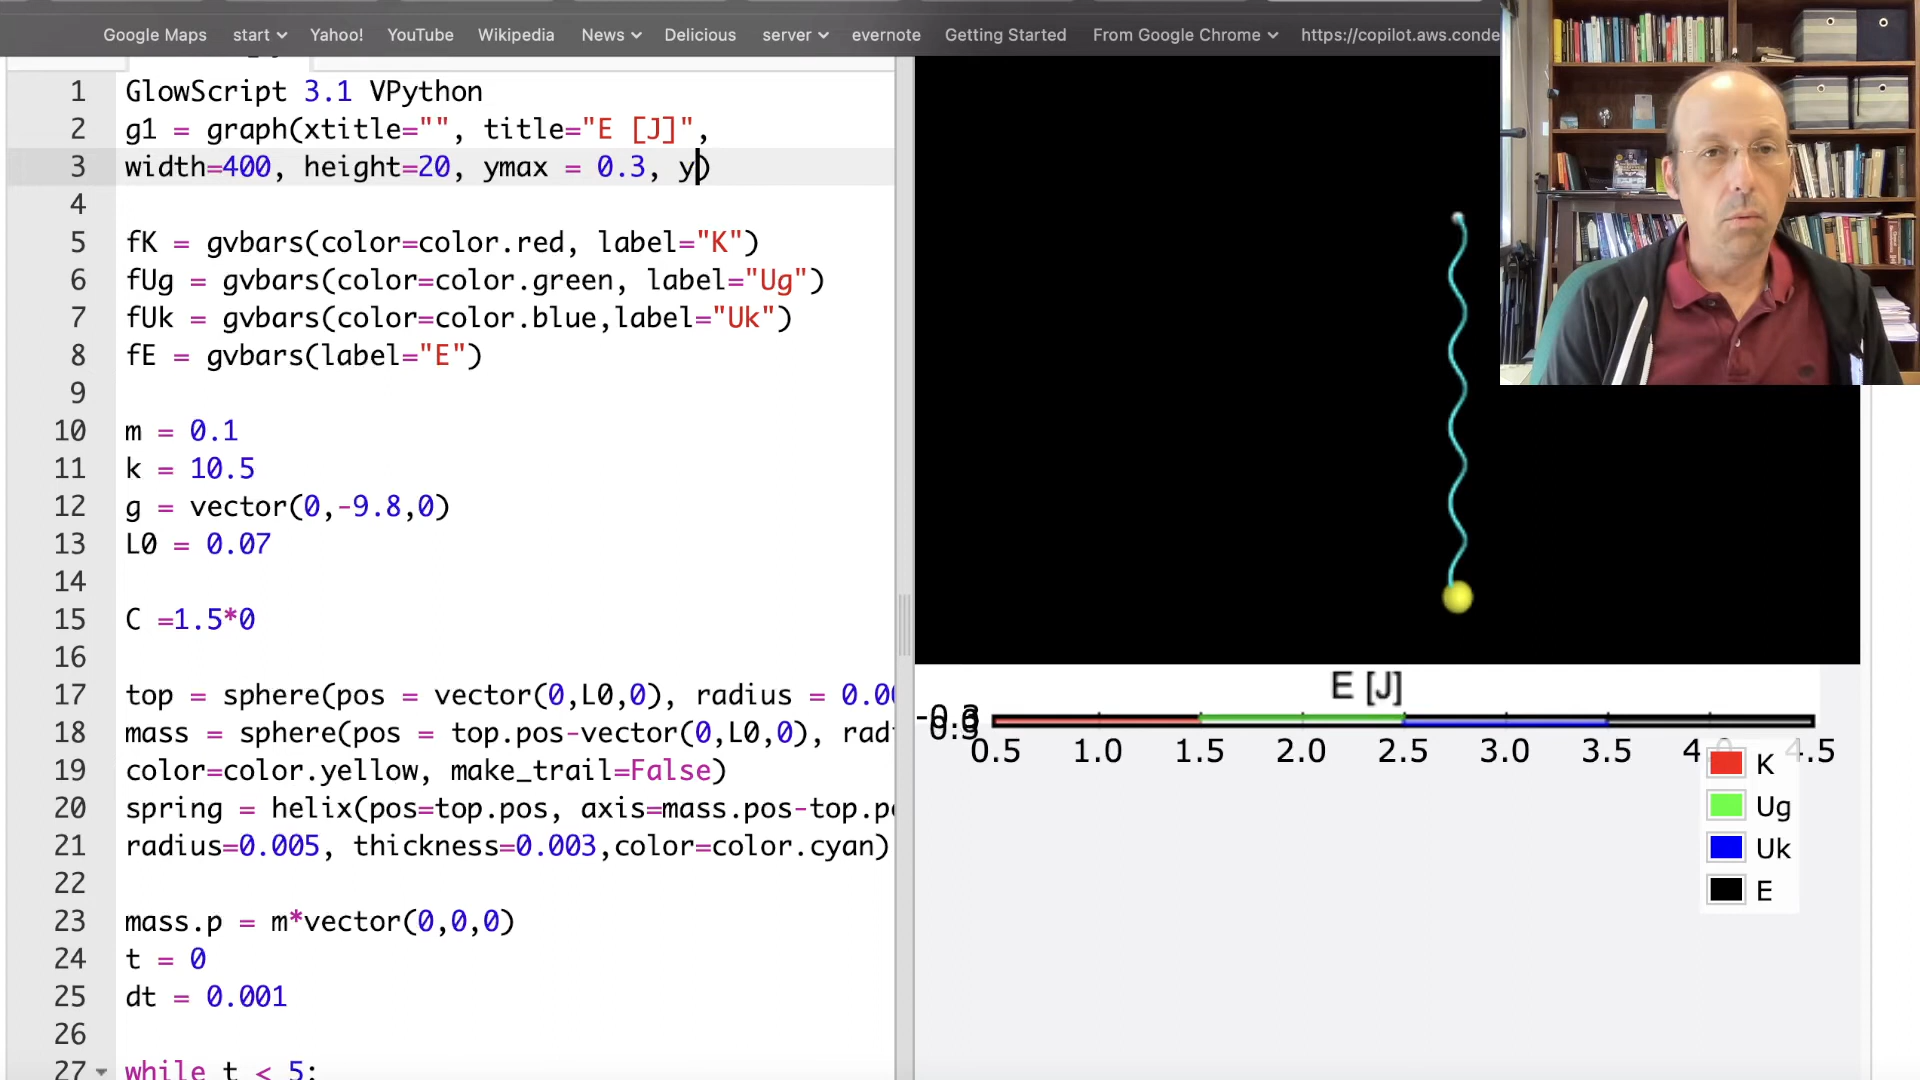 Google Maps start Yahoo! YouTube Wikipedia News Delicious server evernote Getting Started From Google Chrome https://copilot.aws.conde
1 GlowScript 3.1 VPython
2 g1 = graph(xtitle="", title="E [J]",
3 width=400, height=20, ymax = 0.3, y)
4
5 fK = gvbars(color=color.red, label="K")
6 fUg = gvbars(color=color.green, label="Ug")
7 fUk = gvbars(color=color.blue,label="Uk")
8 fE = gvbars(label="E")
9
10 m = 0.1
11 k = 10.5
12 g = vector(0,-9.8,0)
13 L0 = 0.07
14
15 C =1.5*0
16
17 top = sphere(pos = vector(0,L0,0), radius = 0.00
18 mass = sphere(pos = top.pos-vector(0,L0,0), rad
19 color=color.yellow, make_trail=False)
20 spring = helix(pos=top.pos, axis=mass.pos-top.p
21 radius=0.005, thickness=0.003,color=color.cyan)
22
23 mass.p = m*vector(0,0,0)
24 t = 0
25 dt = 0.001
26
27 while t < 5:
E [J]
0.5 1.0 1.5 2.0 2.5 3.0 3.5 4.0 4.5
K
Ug
Uk
E